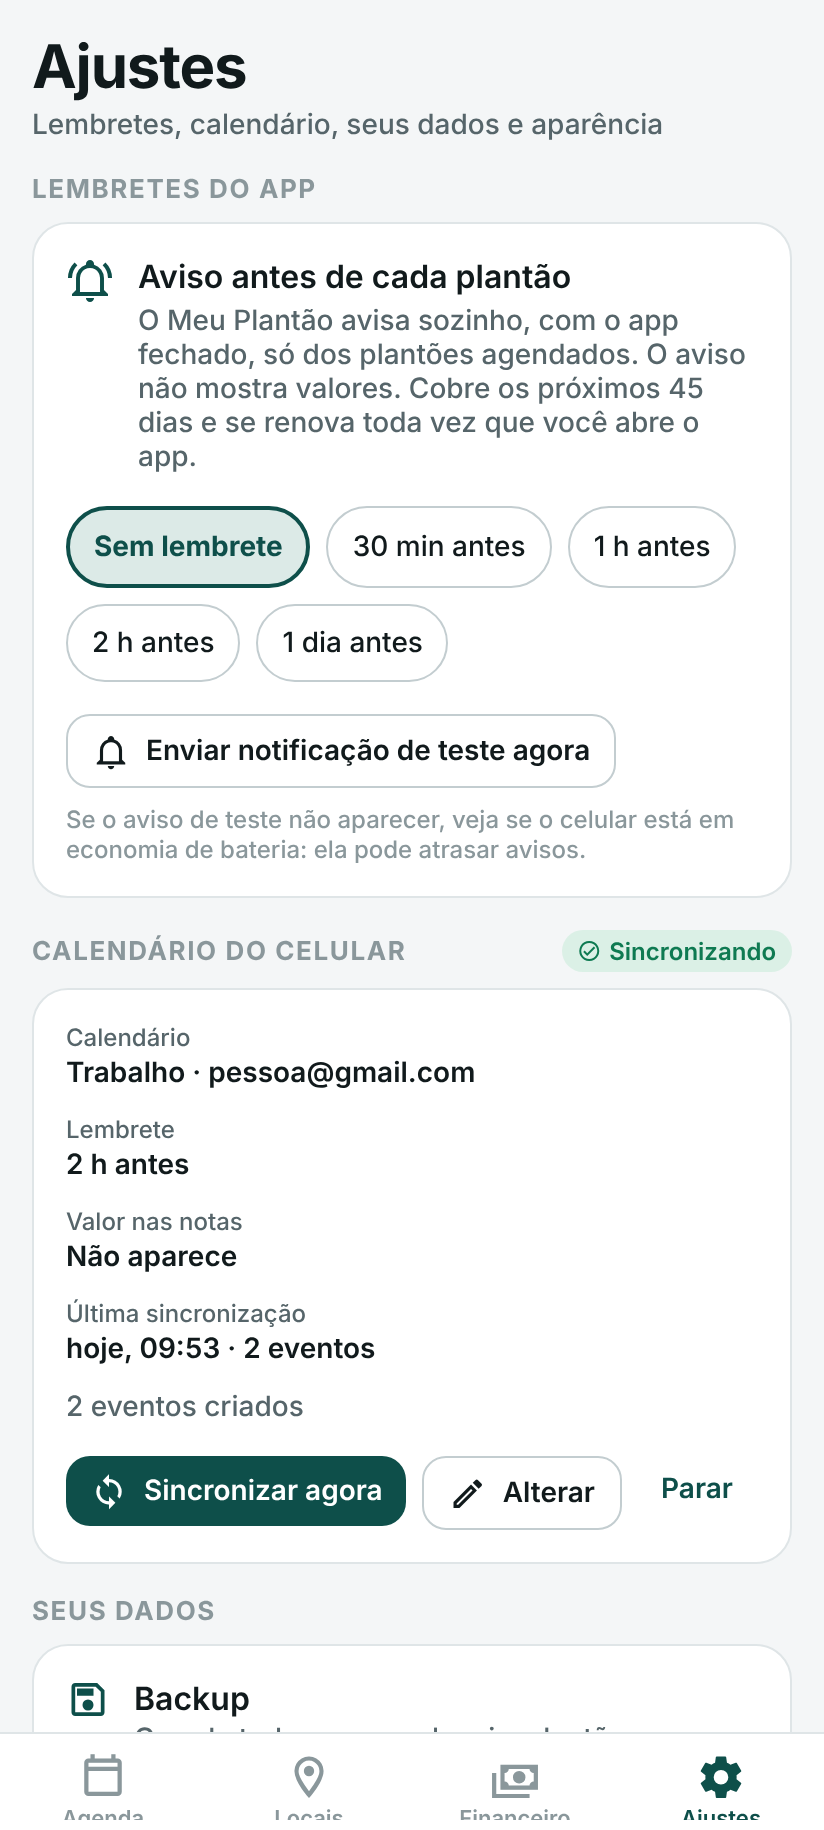 Ajustes
Lembretes, calendário, seus dados e aparência
LEMBRETES DO APP
Aviso antes de cada plantão
O Meu Plantão avisa sozinho, com o app
fechado, só dos plantões agendados. O aviso
não mostra valores. Cobre os próximos 45
dias e se renova toda vez que você abre o
app.
Sem lembrete
30 min antes
1 h antes
2 h antes
1 dia antes
Enviar notificação de teste agora
Se o aviso de teste não aparecer, veja se o celular está em
economia de bateria: ela pode atrasar avisos.
CALENDÁRIO DO CELULAR
Sincronizando
Calendário
Trabalho · pessoa@gmail.com
Lembrete
2 h antes
Valor nas notas
Não aparece
Última sincronização
hoje, 09:53 · 2 eventos
2 eventos criados
Sincronizar agora
Alterar
Parar
SEUS DADOS
Backup
Agenda
Locais
Financeiro
Ajustes